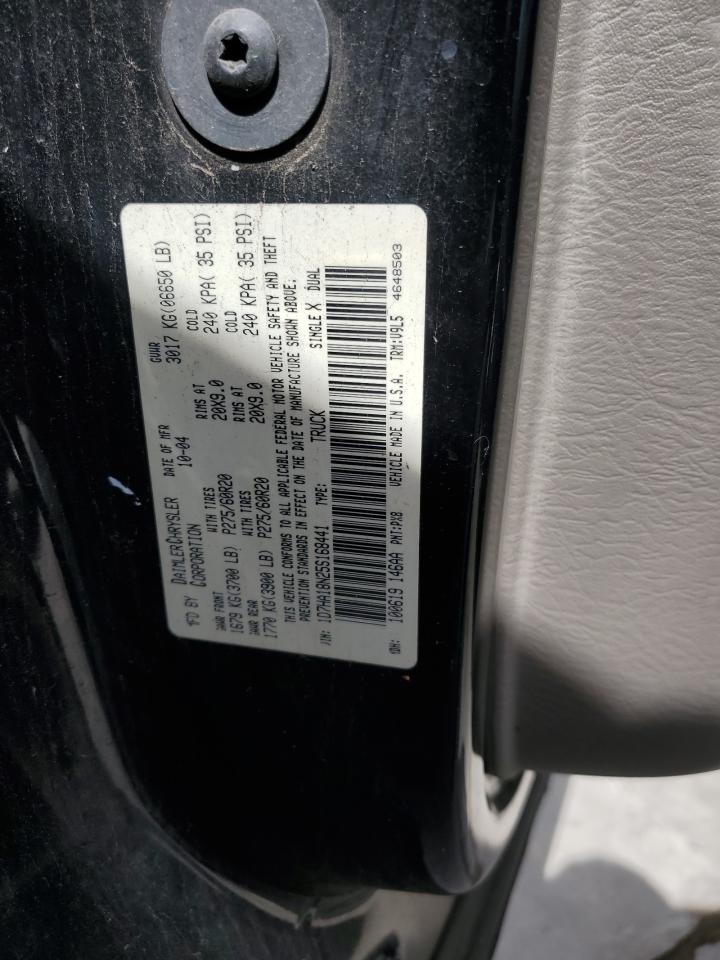 MFD BY DAIMLERCHRYSLER CORPORATION
DATE OF MFR 10-04
GVWR 3017 KG(06650 LB)
GAWR FRONT WITH TIRES RIMS AT COLD
1679 KG(3700 LB) P275/60R20 20X9.0 240 KPA( 35 PSI)
GAWR REAR WITH TIRES RIMS AT COLD
1770 KG(3900 LB) P275/60R20 20X9.0 240 KPA( 35 PSI)
THIS VEHICLE CONFORMS TO ALL APPLICABLE FEDERAL MOTOR VEHICLE SAFETY AND THEFT
PREVENTION STANDARDS IN EFFECT ON THE DATE OF MANUFACTURE SHOWN ABOVE.
VIN: 1D7HA18N25S168441 TYPE: TRUCK SINGLE X DUAL
MDH: 100619 146AA PNT:PXB VEHICLE MADE IN U.S.A. TRM:V9L5 4648503